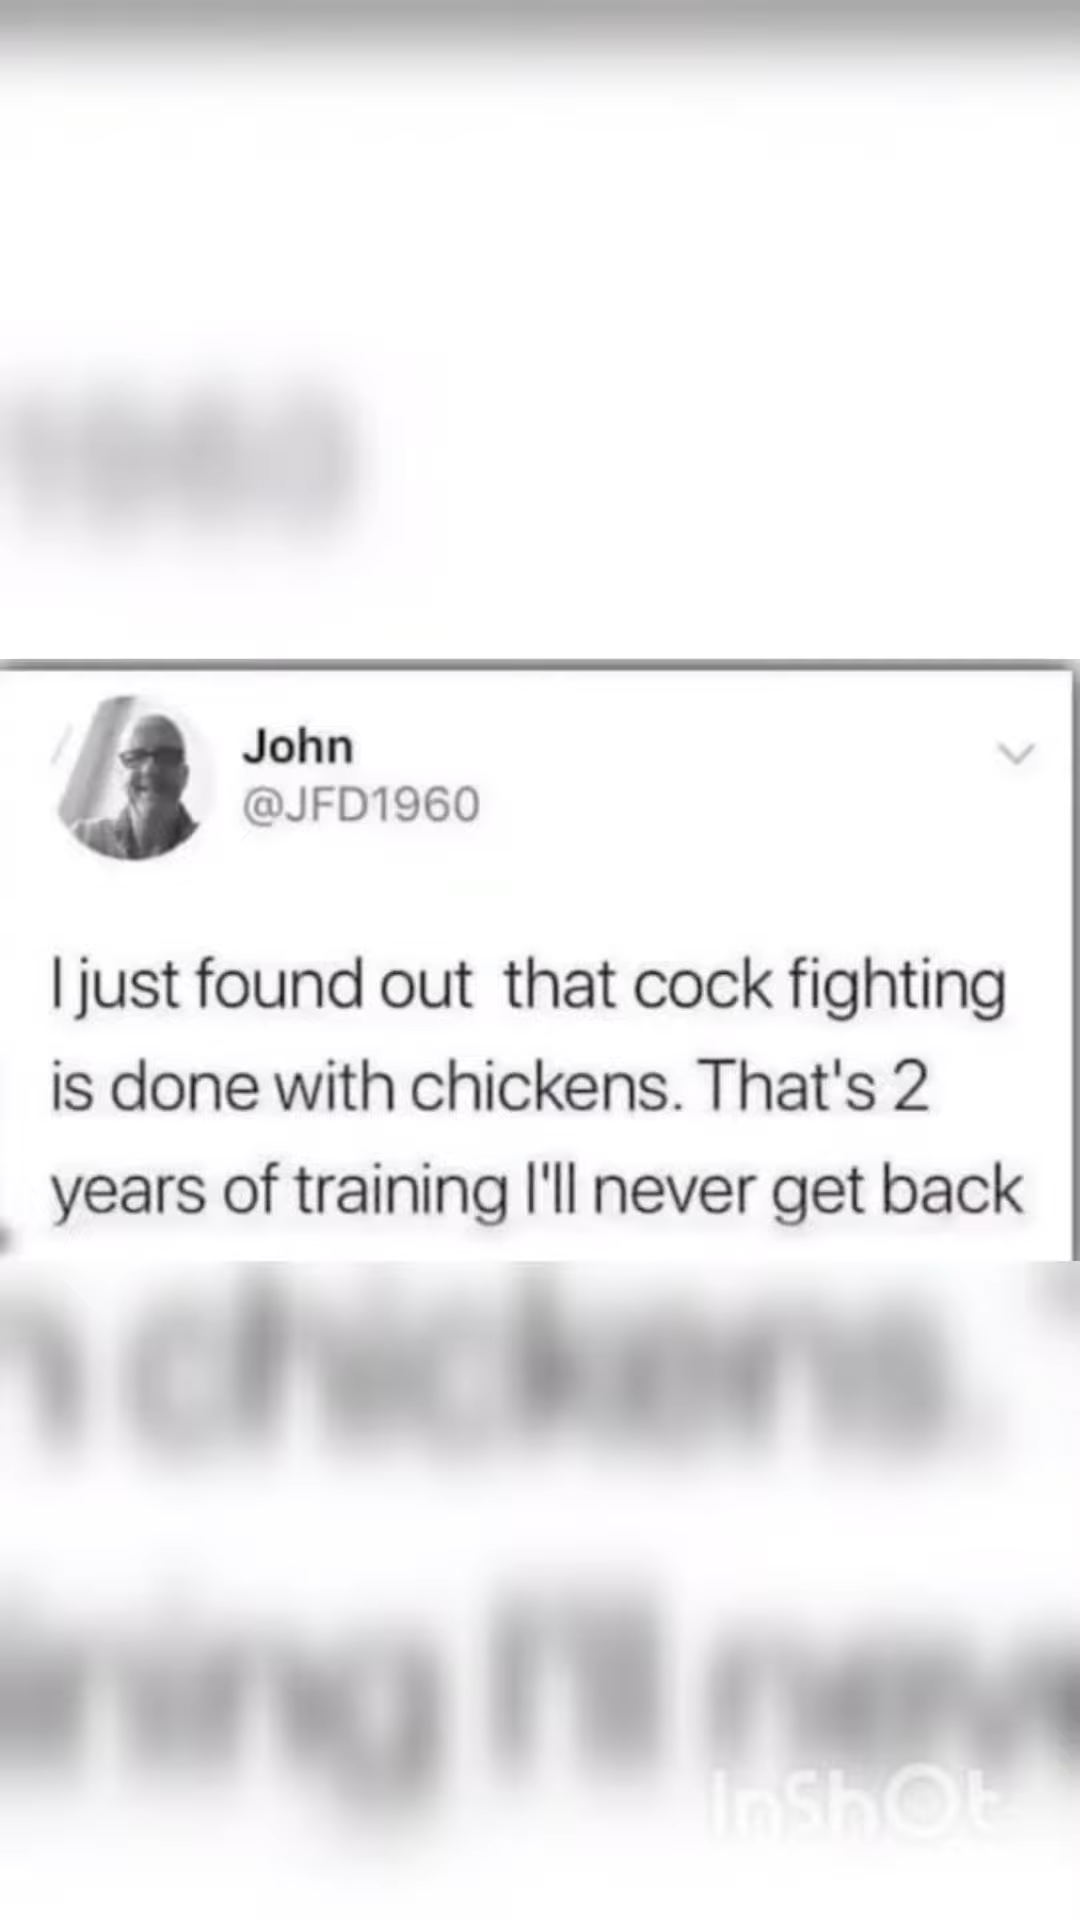 John
@JFD1960
I just found out that cock fighting
is done with chickens. That's 2
years of training I'll never get back
InShOt